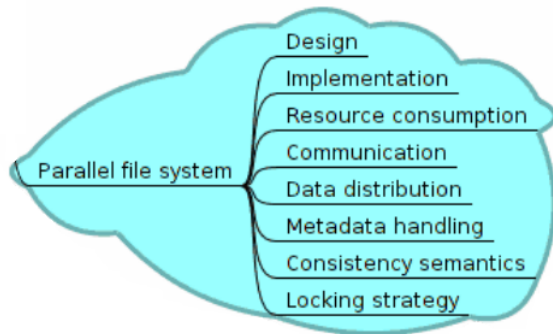 Design
Implementation
Resource consumption
Communication
Parallel file system
Data distribution
Metadata handling
Consistency semantics
Locking strategy